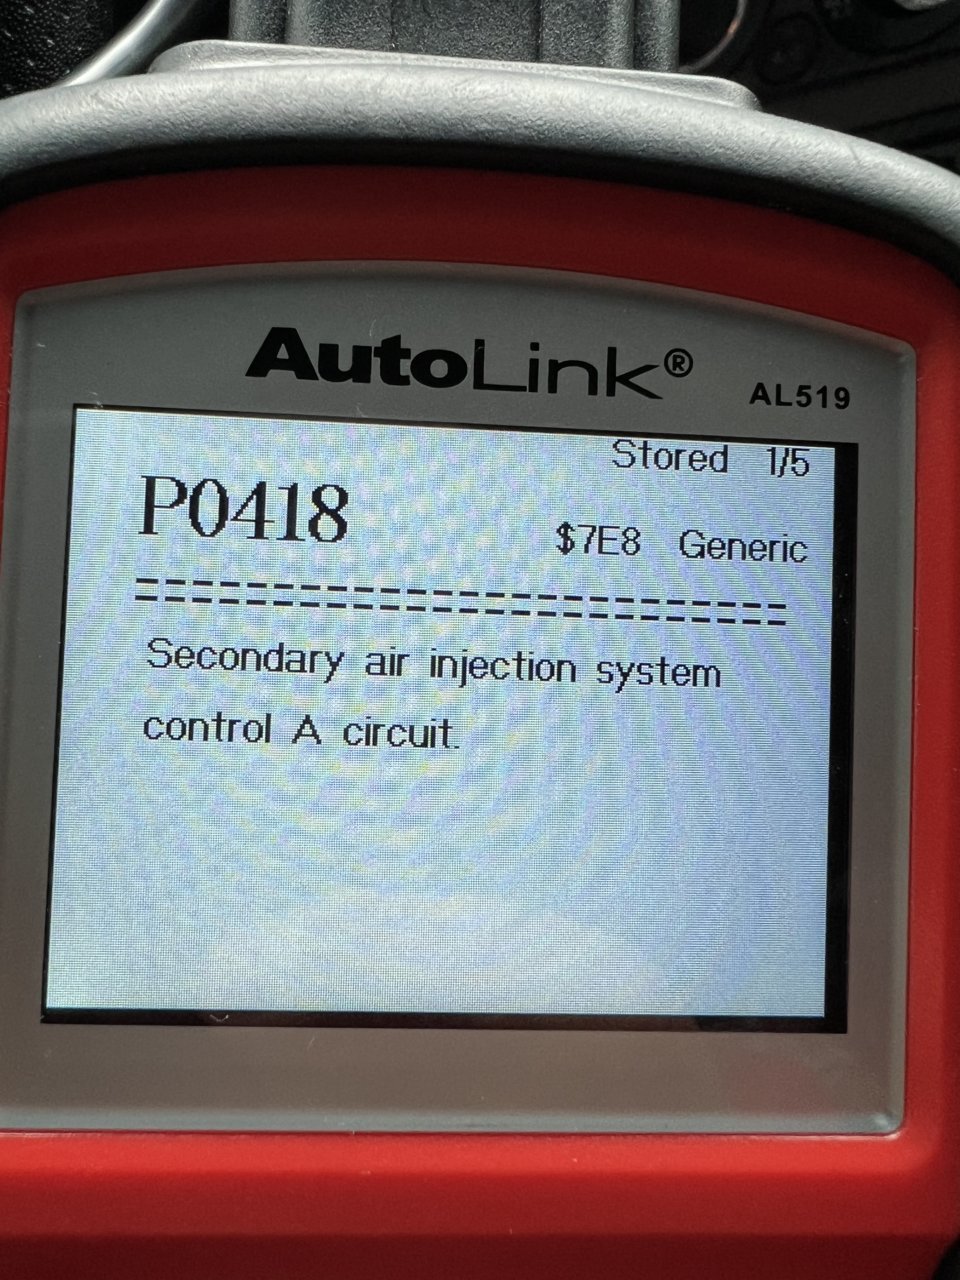 AutoLink®
AL519
Stored 1/5
P0418
$7E8 Generic
========================
Secondary air injection system
control A circuit.